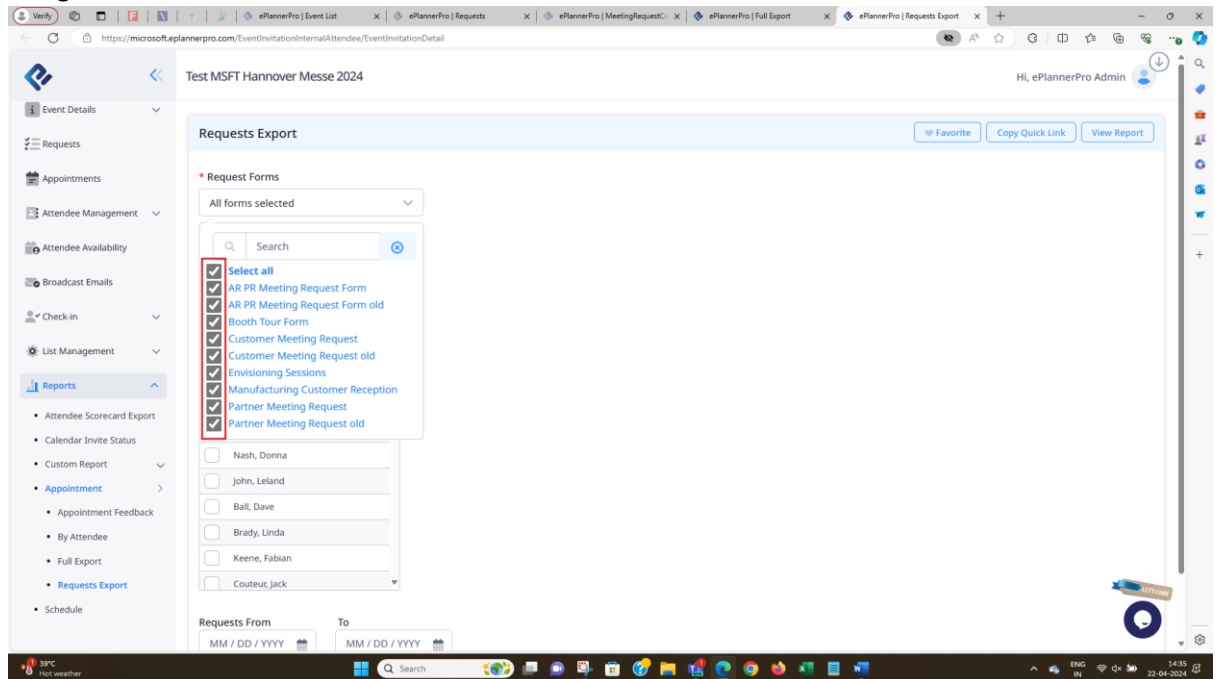 Verify
ePlannerPro | Event List
ePlannerPro | Requests
ePlannerPro | MeetingRequestC
ePlannerPro | Full Export
ePlannerPro | Requests Export
https://microsoft.eplannerpro.com/EventInvitationInternalAttendee/EventInvitationDetail
Test MSFT Hannover Messe 2024
Hi, ePlannerPro Admin
Event Details
Requests
Appointments
Attendee Management
Attendee Availability
Broadcast Emails
Check-in
List Management
Reports
Attendee Scorecard Export
Calendar Invite Status
Custom Report
Appointment
Appointment Feedback
By Attendee
Full Export
Requests Export
Schedule
Requests Export
Favorite
Copy Quick Link
View Report
* Request Forms
All forms selected
Search
Select all
AR PR Meeting Request Form
AR PR Meeting Request Form old
Booth Tour Form
Customer Meeting Request
Customer Meeting Request old
Envisioning Sessions
Manufacturing Customer Reception
Partner Meeting Request
Partner Meeting Request old
Nash, Donna
John, Leland
Ball, Dave
Brady, Linda
Keene, Fabian
Couteur, Jack
Requests From To
MM / DD / YYYY MM / DD / YYYY
LET'S CHAT
39°C
Hot weather
Search
ENG
IN
14:35
22-04-2024